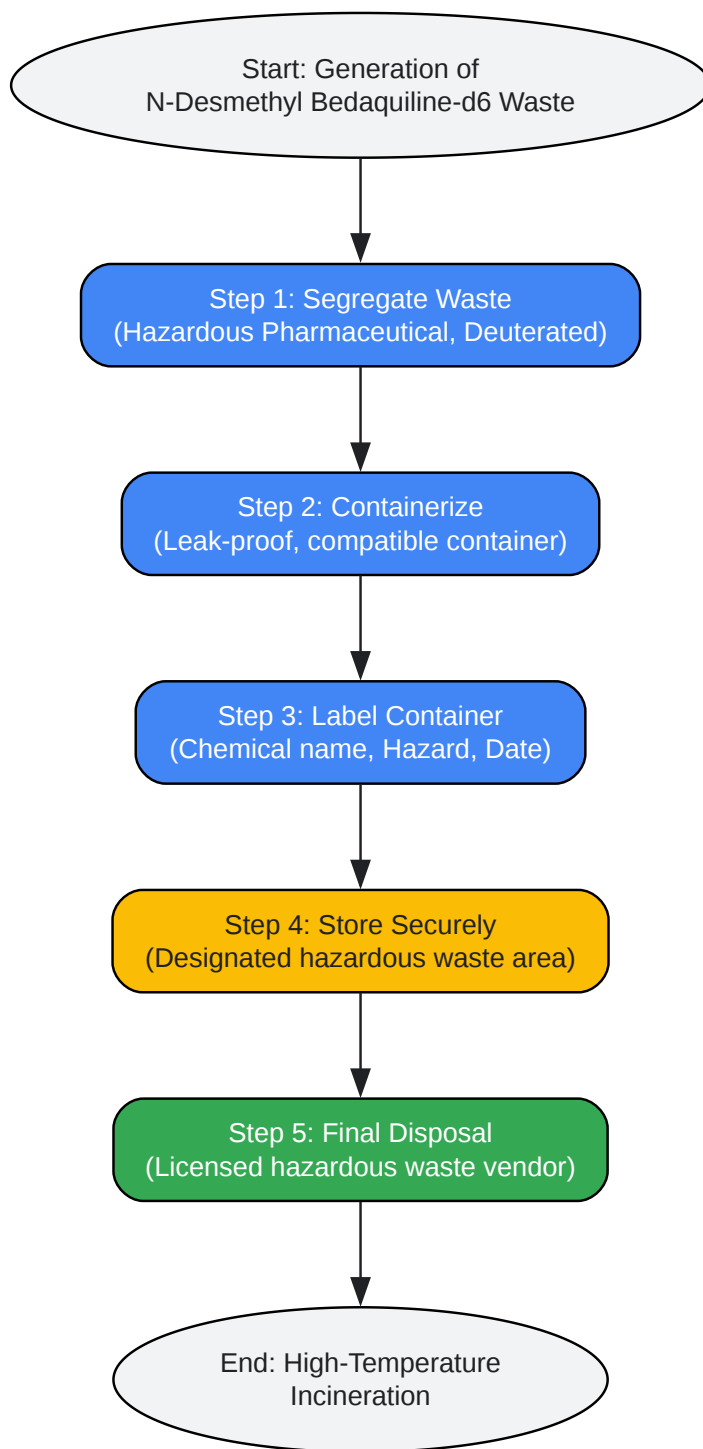 Start: Generation of
N-Desmethyl Bedaquiline-d6 Waste
Step 1: Segregate Waste
(Hazardous Pharmaceutical, Deuterated)
Step 2: Containerize
(Leak-proof, compatible container)
Step 3: Label Container
(Chemical name, Hazard, Date)
Step 4: Store Securely
(Designated hazardous waste area)
Step 5: Final Disposal
(Licensed hazardous waste vendor)
End: High-Temperature
Incineration